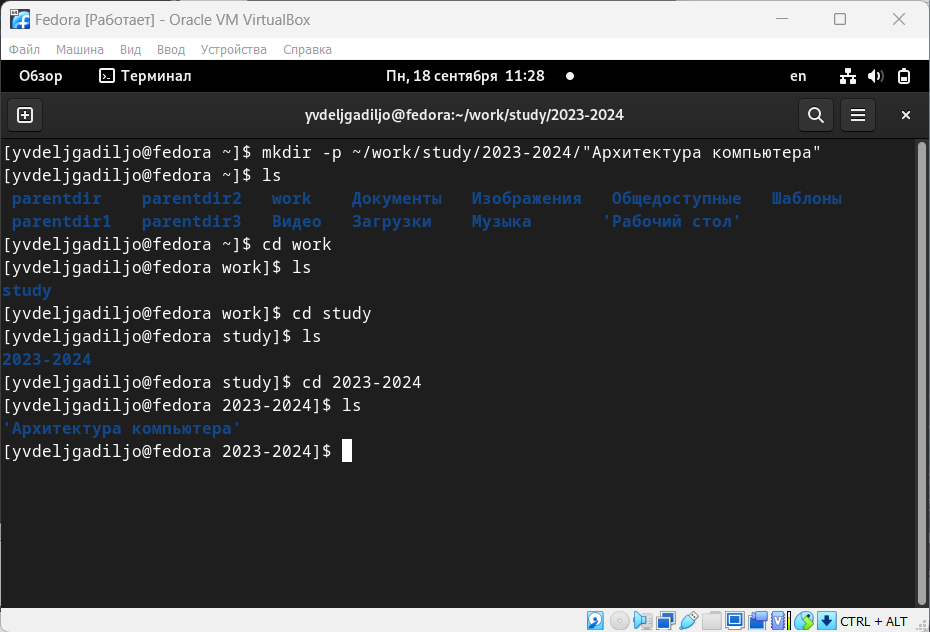 Fedora [Работает] - Oracle VM VirtualBox
Файл Машина Вид Ввод Устройства Справка
Обзор Терминал Пн, 18 сентября 11:28 en
yvdeljgadiljo@fedora:~/work/study/2023-2024
[yvdeljgadiljo@fedora ~]$ mkdir -p ~/work/study/2023-2024/"Архитектура компьютера"
[yvdeljgadiljo@fedora ~]$ ls
parentdir parentdir2 work Документы Изображения Общедоступные Шаблоны
parentdir1 parentdir3 Видео Загрузки Музыка 'Рабочий стол'
[yvdeljgadiljo@fedora ~]$ cd work
[yvdeljgadiljo@fedora work]$ ls
study
[yvdeljgadiljo@fedora work]$ cd study
[yvdeljgadiljo@fedora study]$ ls
2023-2024
[yvdeljgadiljo@fedora study]$ cd 2023-2024
[yvdeljgadiljo@fedora 2023-2024]$ ls
'Архитектура компьютера'
[yvdeljgadiljo@fedora 2023-2024]$
CTRL + ALT